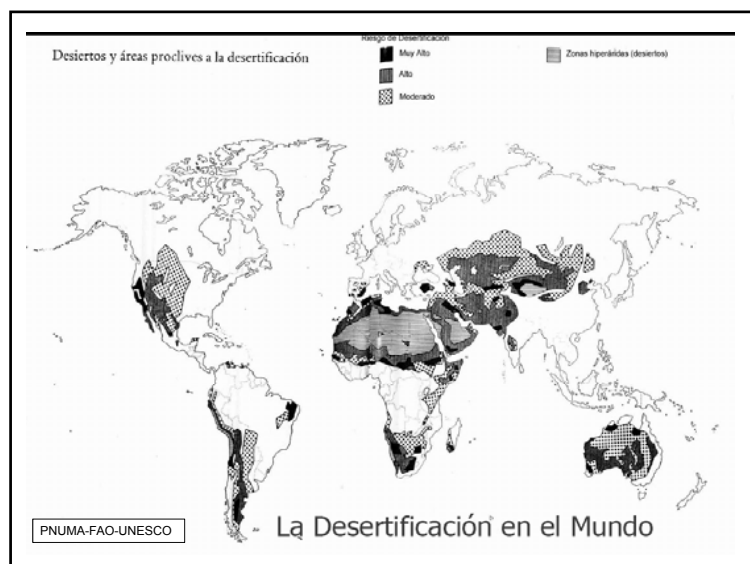 Desiertos y áreas proclives a la desertificación
Riesgo de Desertificación
Muy Alto
Alto
Moderado
Zonas hiperáridas (desiertos)
PNUMA-FAO-UNESCO
La Desertificación en el Mundo